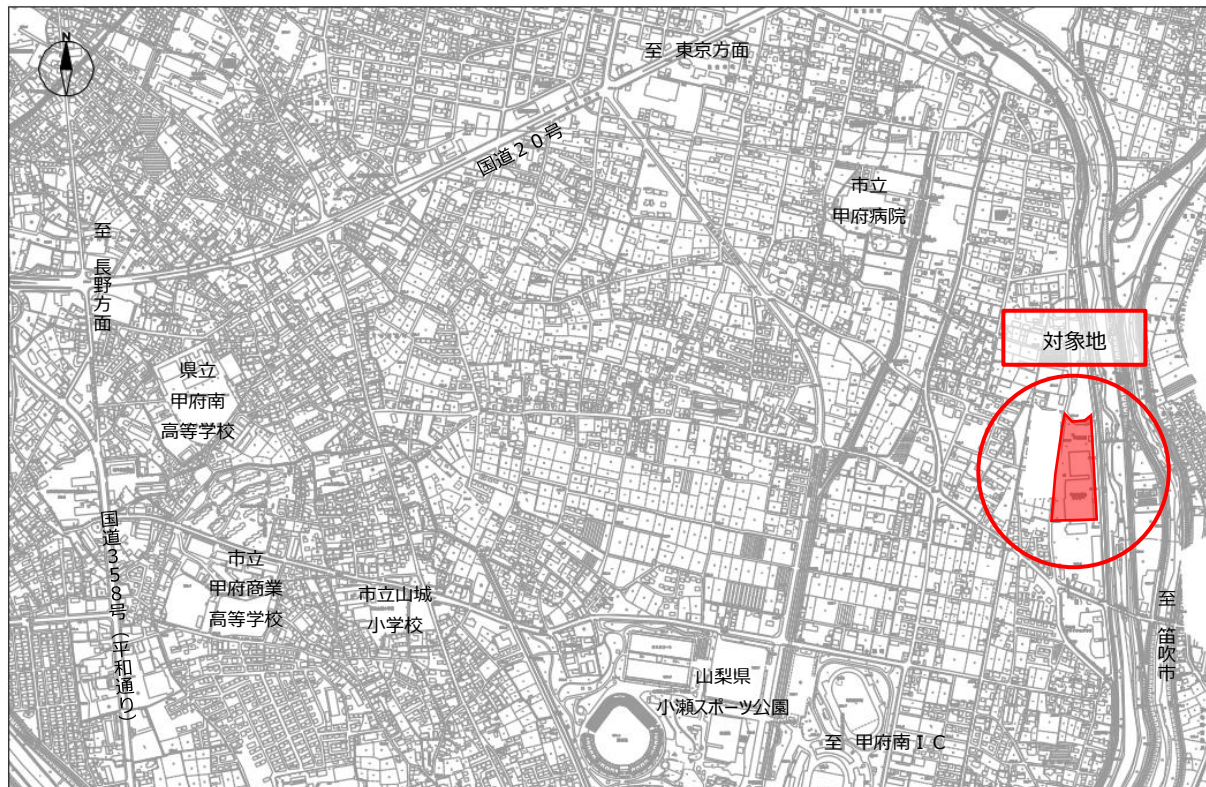 N
至 東京方面
国道20号
市立
甲府病院
至 長野方面
対象地
県立
甲府南
高等学校
国道358号（平和通り）
市立
甲府商業
高等学校
市立山城
小学校
至 笛吹市
山梨県
小瀬スポーツ公園
至 甲府南IC